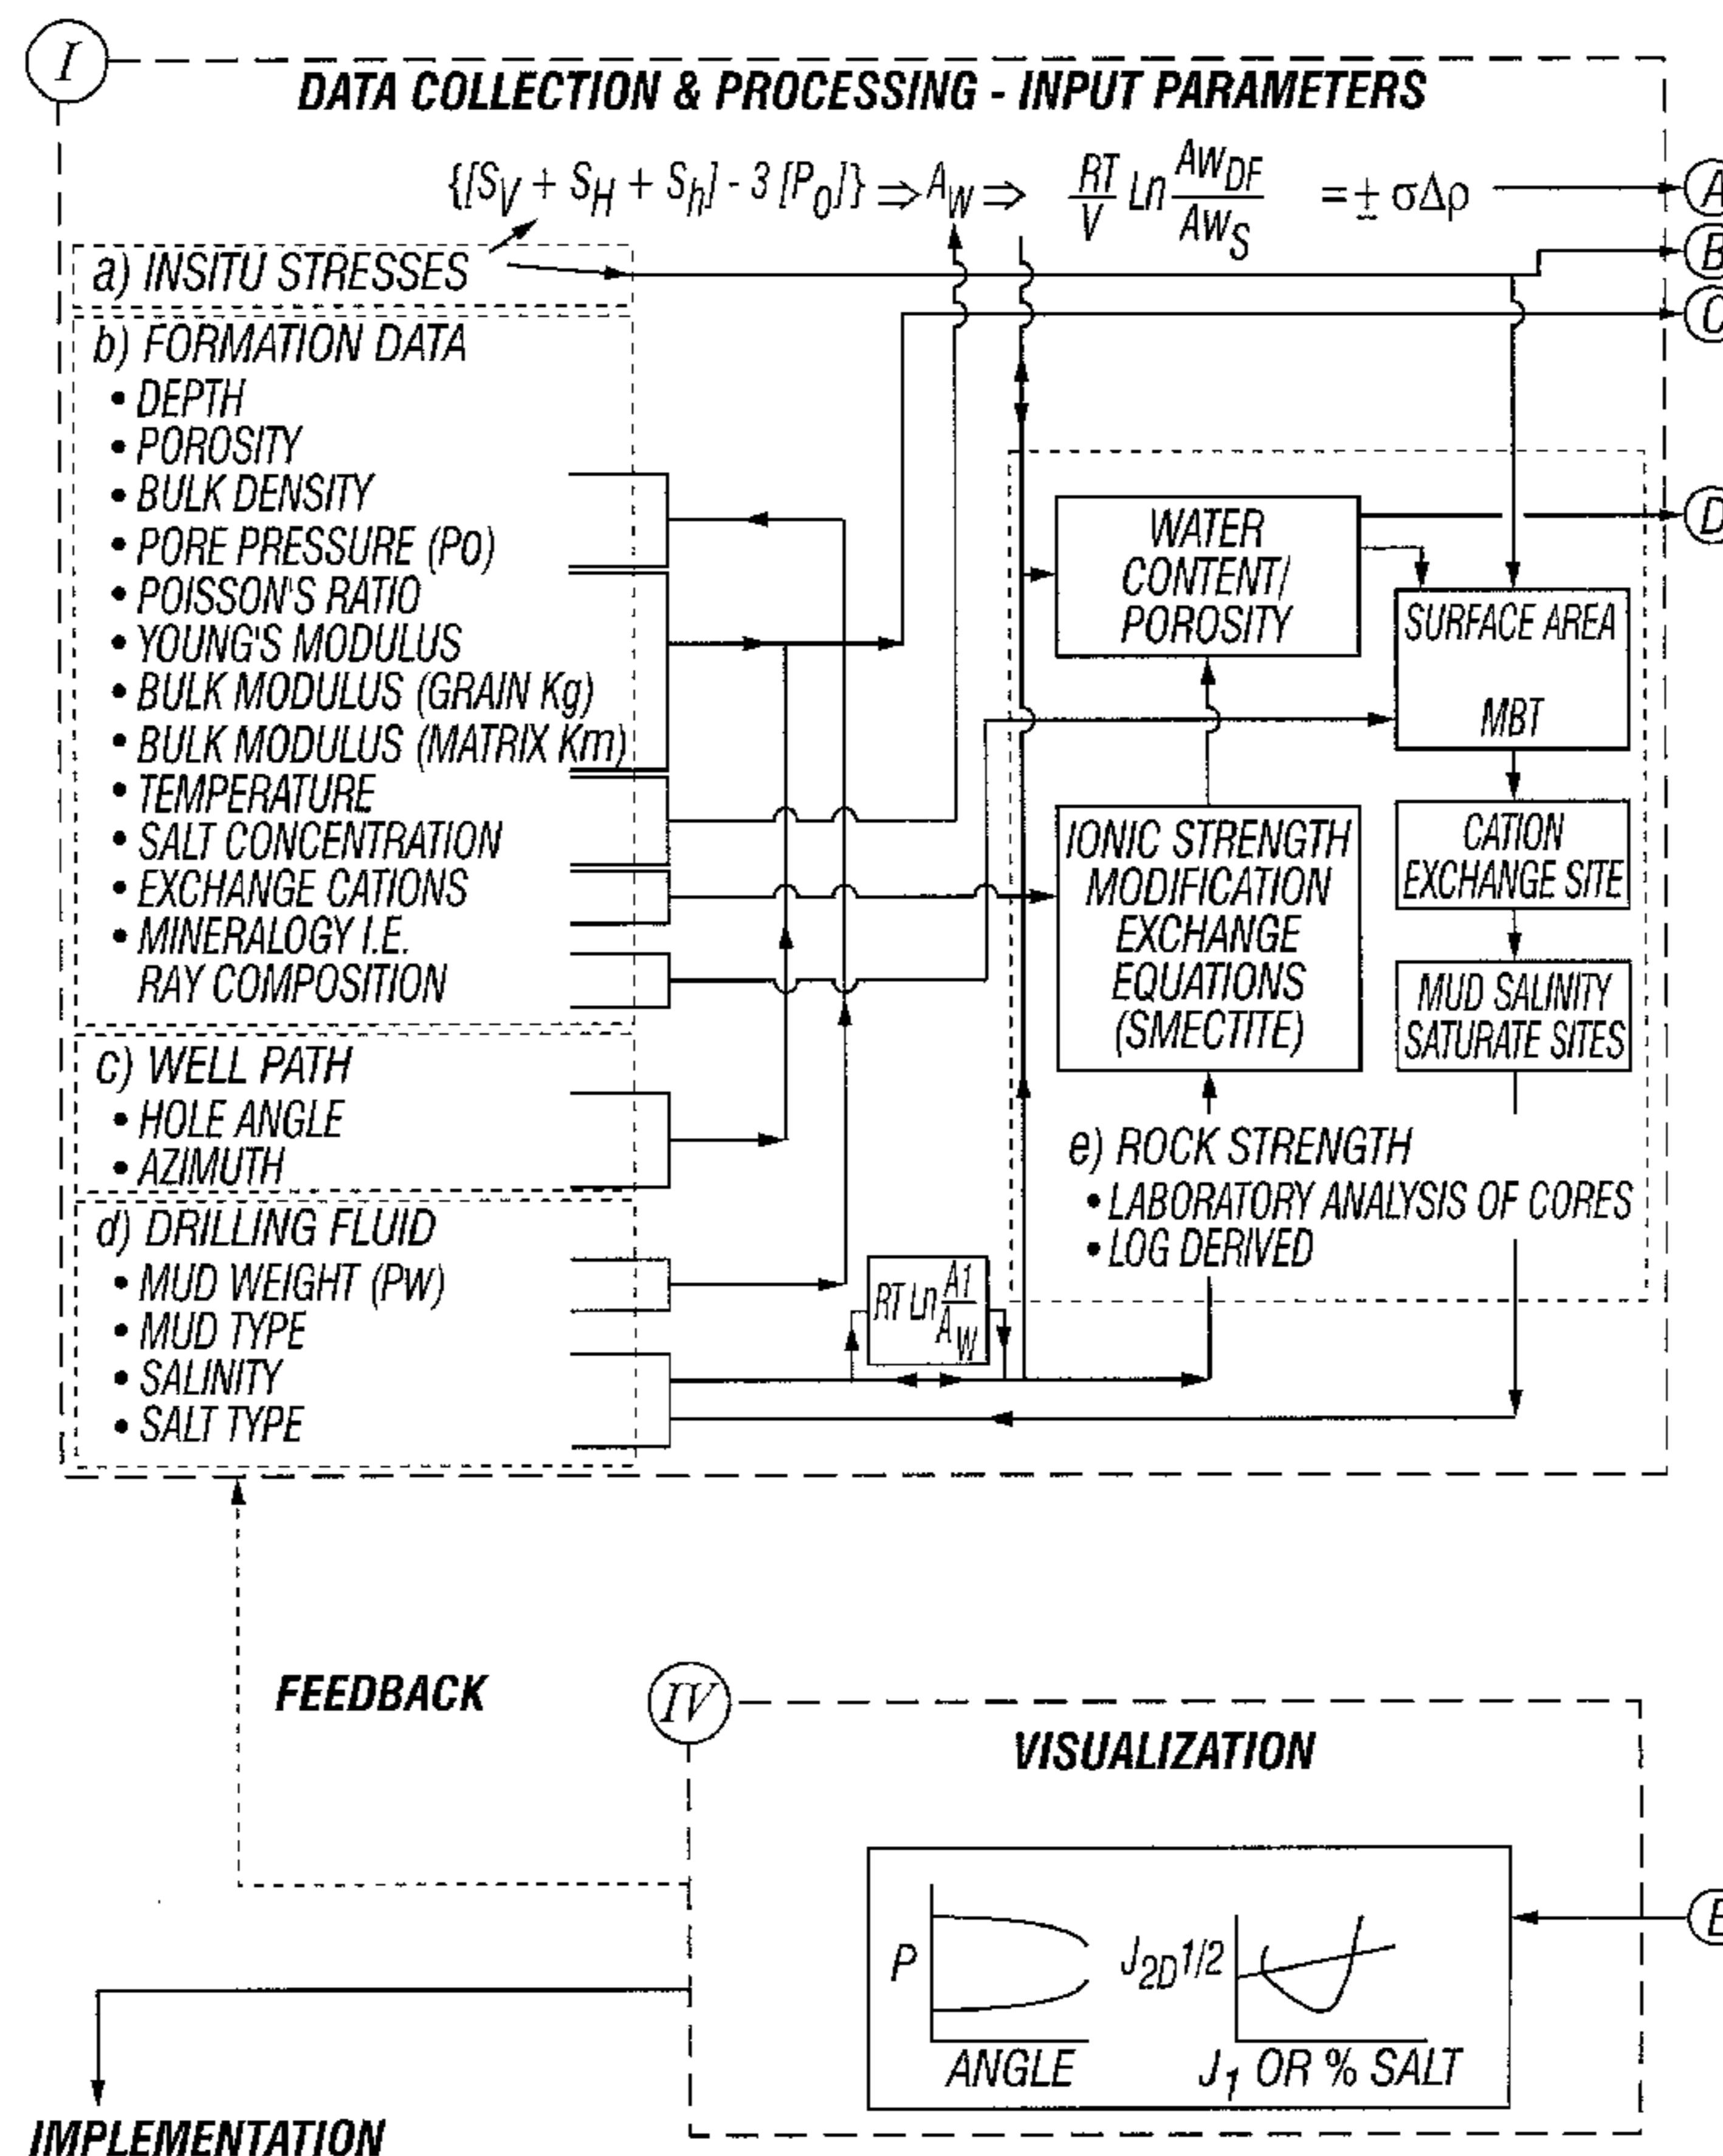 I
DATA COLLECTION & PROCESSING - INPUT PARAMETERS
{[SV + SH + Sh] - 3 [PO]} ⇒ AW ⇒ RT/V Ln AWDF/AWS = ± σΔρ
A
a) INSITU STRESSES
B
C
b) FORMATION DATA
• DEPTH
• POROSITY
• BULK DENSITY
• PORE PRESSURE (PO)
• POISSON'S RATIO
• YOUNG'S MODULUS
• BULK MODULUS (GRAIN Kg)
• BULK MODULUS (MATRIX Km)
• TEMPERATURE
• SALT CONCENTRATION
• EXCHANGE CATIONS
• MINERALOGY I.E.
RAY COMPOSITION
c) WELL PATH
• HOLE ANGLE
• AZIMUTH
d) DRILLING FLUID
• MUD WEIGHT (PW)
• MUD TYPE
• SALINITY
• SALT TYPE
RT Ln A1/AW
WATER
CONTENT/
POROSITY
D
SURFACE AREA
MBT
IONIC STRENGTH
MODIFICATION
EXCHANGE
EQUATIONS
(SMECTITE)
CATION
EXCHANGE SITE
MUD SALINITY
SATURATE SITES
e) ROCK STRENGTH
• LABORATORY ANALYSIS OF CORES
• LOG DERIVED
FEEDBACK
IV
VISUALIZATION
P
ANGLE
J2D1/2
J1 OR % SALT
IMPLEMENTATION